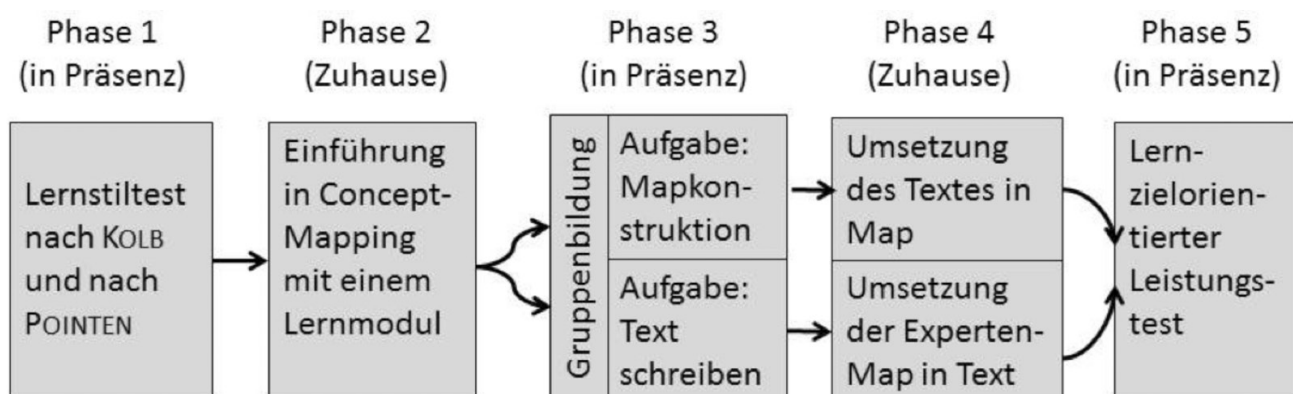 Phase 1
(in Präsenz)
Phase 2
(Zuhause)
Phase 3
(in Präsenz)
Phase 4
(Zuhause)
Phase 5
(in Präsenz)
Lernstiltest
nach KOLB
und nach
POINTEN
Einführung
in Concept-
Mapping
mit einem
Lernmodul
Gruppenbildung
Aufgabe:
Mapkon-
struktion
Aufgabe:
Text
schreiben
Umsetzung
des Textes in
Map
Umsetzung
der Experten-
Map in Text
Lern-
zielorien-
tierter
Leistungs-
test